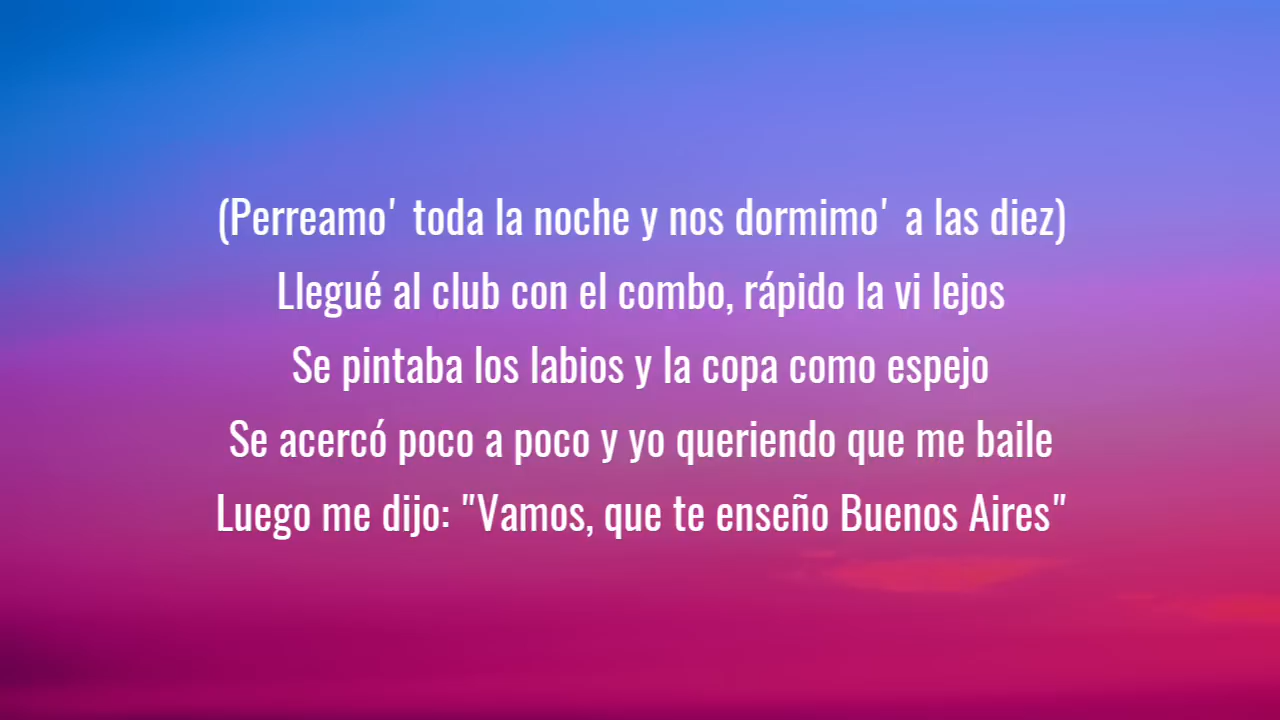 (Perreamo' toda la noche y nos dormimo' a las diez)
Llegué al club con el combo, rápido la vi lejos
Se pintaba los labios y la copa como espejo
Se acercó poco a poco y yo queriendo que me baile
Luego me dijo: "Vamos, que te enseño Buenos Aires"